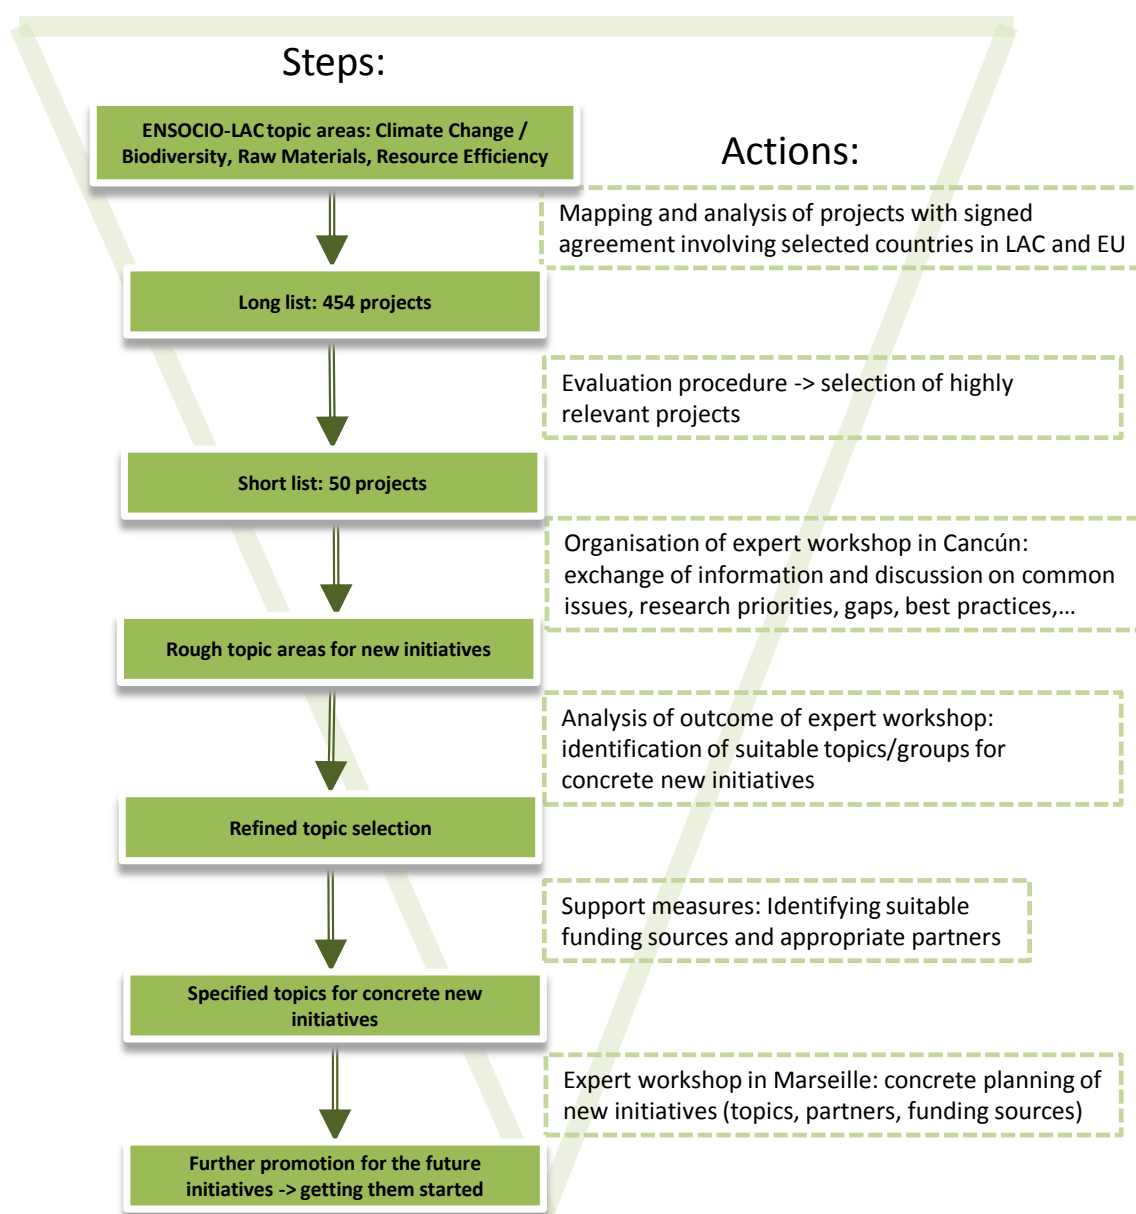 Steps:
ENSOCIO-LAC topic areas: Climate Change /
Biodiversity, Raw Materials, Resource Efficiency
Actions:
Mapping and analysis of projects with signed
agreement involving selected countries in LAC and EU
Long list: 454 projects
Evaluation procedure -> selection of highly
relevant projects
Short list: 50 projects
Organisation of expert workshop in Cancún:
exchange of information and discussion on common
issues, research priorities, gaps, best practices,...
Rough topic areas for new initiatives
Analysis of outcome of expert workshop:
identification of suitable topics/groups for
concrete new initiatives
Refined topic selection
Support measures: Identifying suitable
funding sources and appropriate partners
Specified topics for concrete new
initiatives
Expert workshop in Marseille: concrete planning of
new initiatives (topics, partners, funding sources)
Further promotion for the future
initiatives -> getting them started